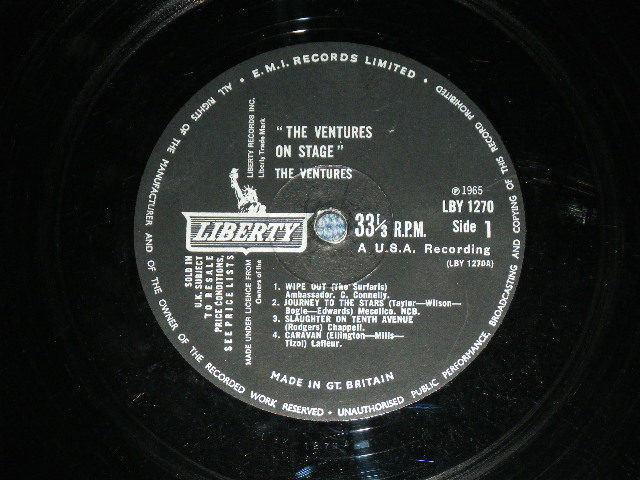 E.M.I. RECORDS LIMITED •
ALL RIGHTS OF THE MANUFACTURER AND OF THE OWNER OF THE RECORDED WORK RESERVED • UNAUTHORISED PUBLIC PERFORMANCE, BROADCASTING AND COPYING OF THIS RECORD PROHIBITED
"THE VENTURES
ON STAGE"
THE VENTURES
LIBERTY RECORDS INC.
Liberty Trade Mark
LIBERTY
33⅓ R.P.M.
A U.S.A. Recording
℗ 1965
LBY 1270
Side 1
(LBY 1270A)
SOLD IN
U.K. SUBJECT
TO RESALE
PRICE CONDITIONS,
SEE PRICE LISTS
MADE UNDER LICENCE FROM
Owners of the
1. WIPE OUT (The Surfaris)
Ambassador. C. Connelly.
2. JOURNEY TO THE STARS (Taylor—Wilson—
Bogle—Edwards) Mecolico. NCB.
3. SLAUGHTER ON TENTH AVENUE
(Rodgers) Chappell.
4. CARAVAN (Ellington—Mills—
Tizol) Lafleur.
MADE IN GT. BRITAIN